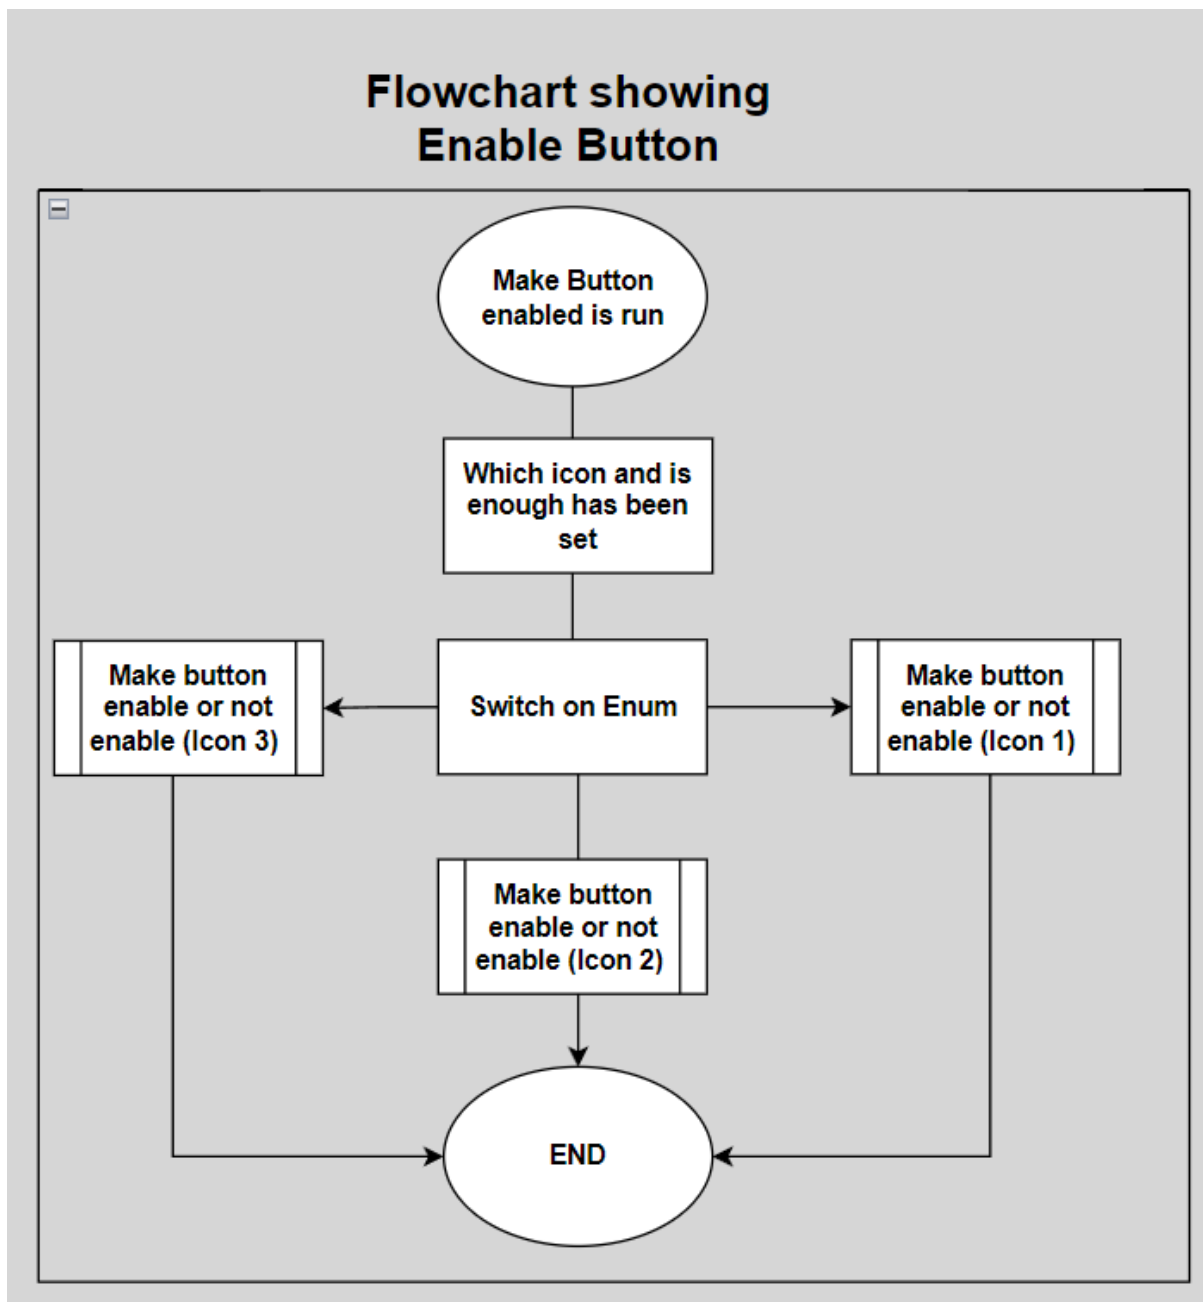 Flowchart showing
Enable Button
Make Button
enabled is run
Which icon and is
enough has been
set
Make button
enable or not
enable (Icon 3)
Switch on Enum
Make button
enable or not
enable (Icon 1)
Make button
enable or not
enable (Icon 2)
END